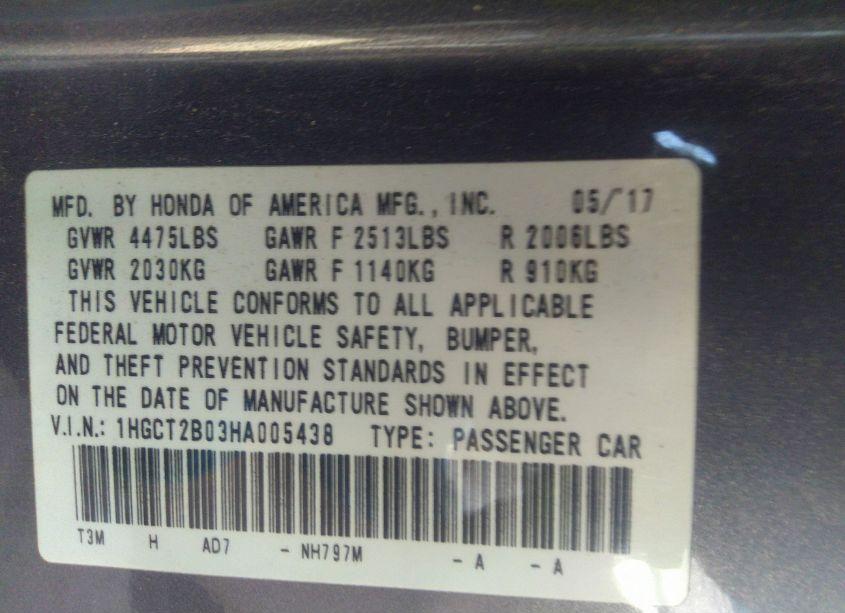 MFD. BY HONDA OF AMERICA MFG., INC. 05/17
GVWR 4475LBS GAWR F 2513LBS R 2006LBS
GVWR 2030KG GAWR F 1140KG R 910KG
THIS VEHICLE CONFORMS TO ALL APPLICABLE
FEDERAL MOTOR VEHICLE SAFETY, BUMPER,
AND THEFT PREVENTION STANDARDS IN EFFECT
ON THE DATE OF MANUFACTURE SHOWN ABOVE.
V.I.N.: 1HGCT2B03HA005438 TYPE: PASSENGER CAR
T3M H AD7 - NH797M - A - A